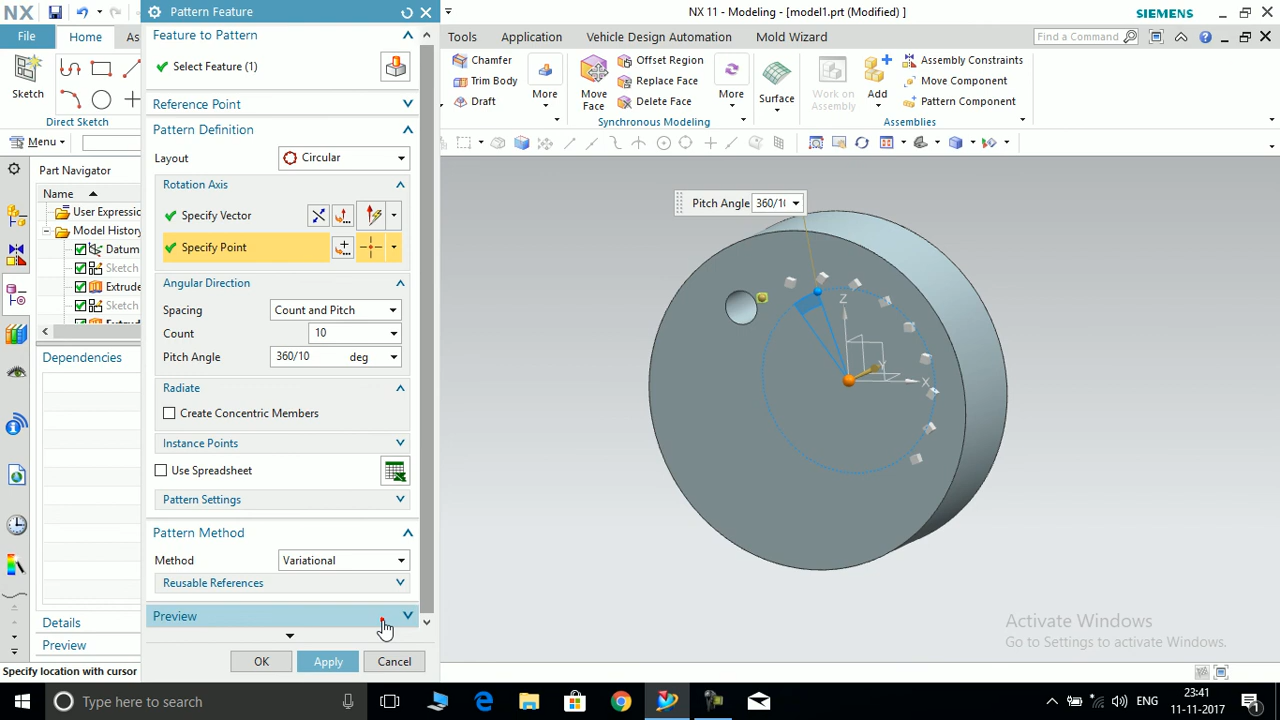 Pattern Feature
NX 11 - Modeling - [model1.prt (Modified) ]
SIEMENS
File
Home
As
Tools
Application
Vehicle Design Automation
Mold Wizard
Find a Command
Sketch
Direct Sketch
Chamfer
Trim Body
Draft
More
Move
Face
Offset Region
Replace Face
Delete Face
More
Synchronous Modeling
Surface
Work on
Assembly
Add
Assembly Constraints
Move Component
Pattern Component
Assemblies
Menu
Part Navigator
Name
User Expressio
Model History
Datum
Sketch
Extrude
Sketch
Extrud
Dependencies
Details
Preview
Feature to Pattern
Select Feature (1)
Reference Point
Pattern Definition
Layout
Circular
Rotation Axis
Specify Vector
Specify Point
Angular Direction
Spacing
Count and Pitch
Count
10
Pitch Angle
360/10
deg
Radiate
Create Concentric Members
Instance Points
Use Spreadsheet
Pattern Settings
Pattern Method
Method
Variational
Reusable References
Preview
OK
Apply
Cancel
Pitch Angle
360/1(
Z
Y
X
Activate Windows
Go to Settings to activate Windows.
Specify location with cursor
Type here to search
ENG
23:41
11-11-2017